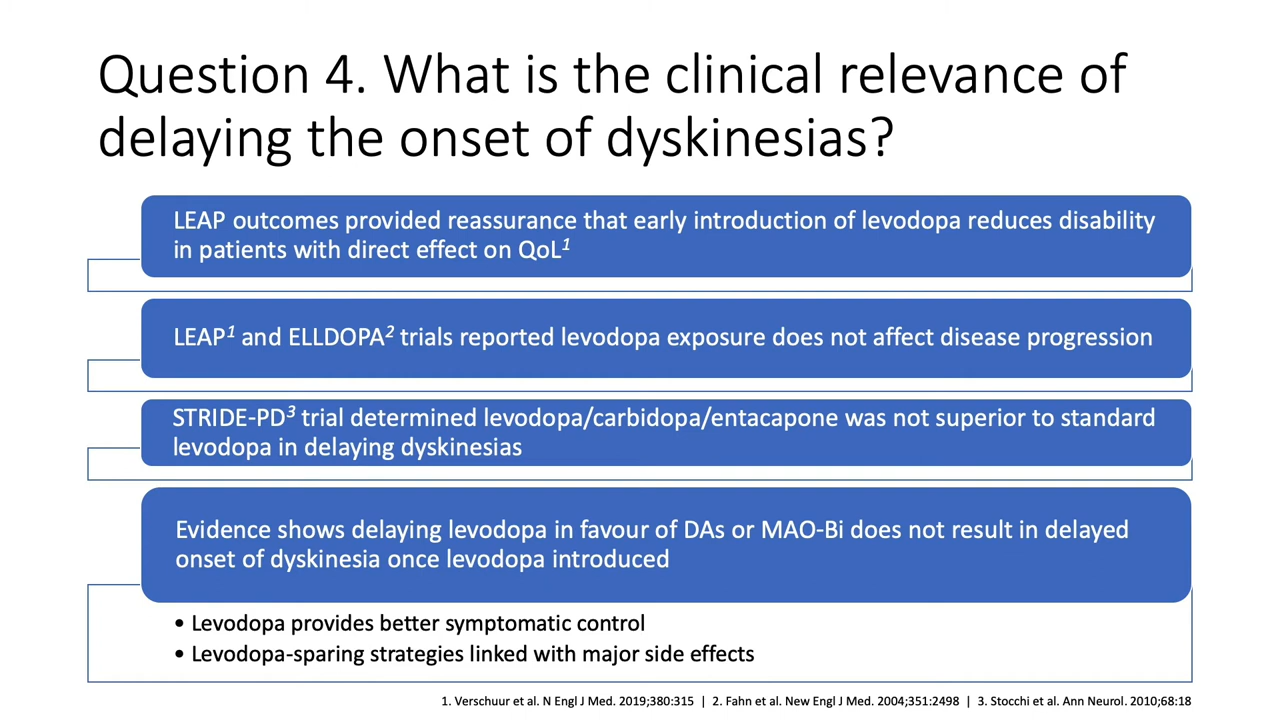 Question 4. What is the clinical relevance of
delaying the onset of dyskinesias?
LEAP outcomes provided reassurance that early introduction of levodopa reduces disability
in patients with direct effect on QoL1
LEAP1 and ELLDOPA2 trials reported levodopa exposure does not affect disease progression
STRIDE-PD3 trial determined levodopa/carbidopa/entacapone was not superior to standard
levodopa in delaying dyskinesias
Evidence shows delaying levodopa in favour of DAs or MAO-Bi does not result in delayed
onset of dyskinesia once levodopa introduced
• Levodopa provides better symptomatic control
• Levodopa-sparing strategies linked with major side effects
1. Verschuur et al. N Engl J Med. 2019;380:315 | 2. Fahn et al. New Engl J Med. 2004;351:2498 | 3. Stocchi et al. Ann Neurol. 2010;68:18